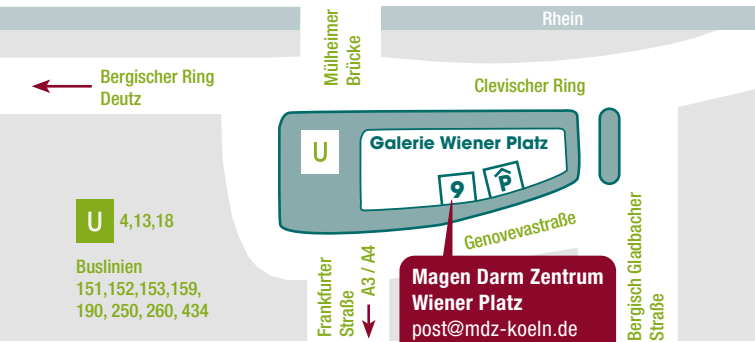 Rhein
Mülheimer
Brücke
Bergischer Ring
Deutz
Clevischer Ring
U
Galerie Wiener Platz
9
P
U 4,13,18
Genovevastraße
Buslinien
151,152,153,159,
190, 250, 260, 434
Frankfurter
Straße
A3 / A4
Magen Darm Zentrum
Wiener Platz
post@mdz-koeln.de
Bergisch Gladbacher
Straße